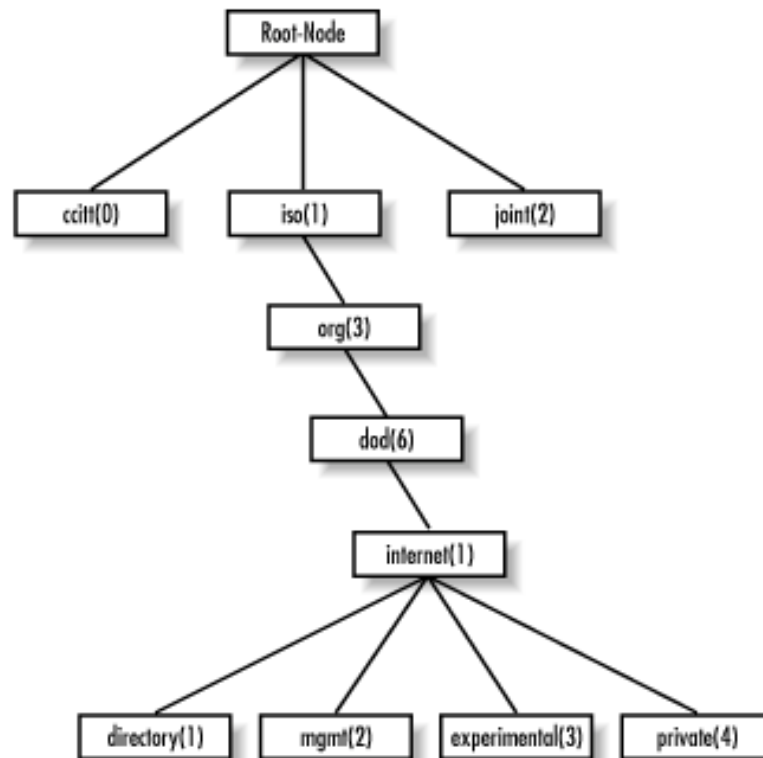 Root-Node
ccitt(0)
iso(1)
joint(2)
org(3)
dod(6)
internet(1)
directory(1)
mgmt(2)
experimental(3)
private(4)